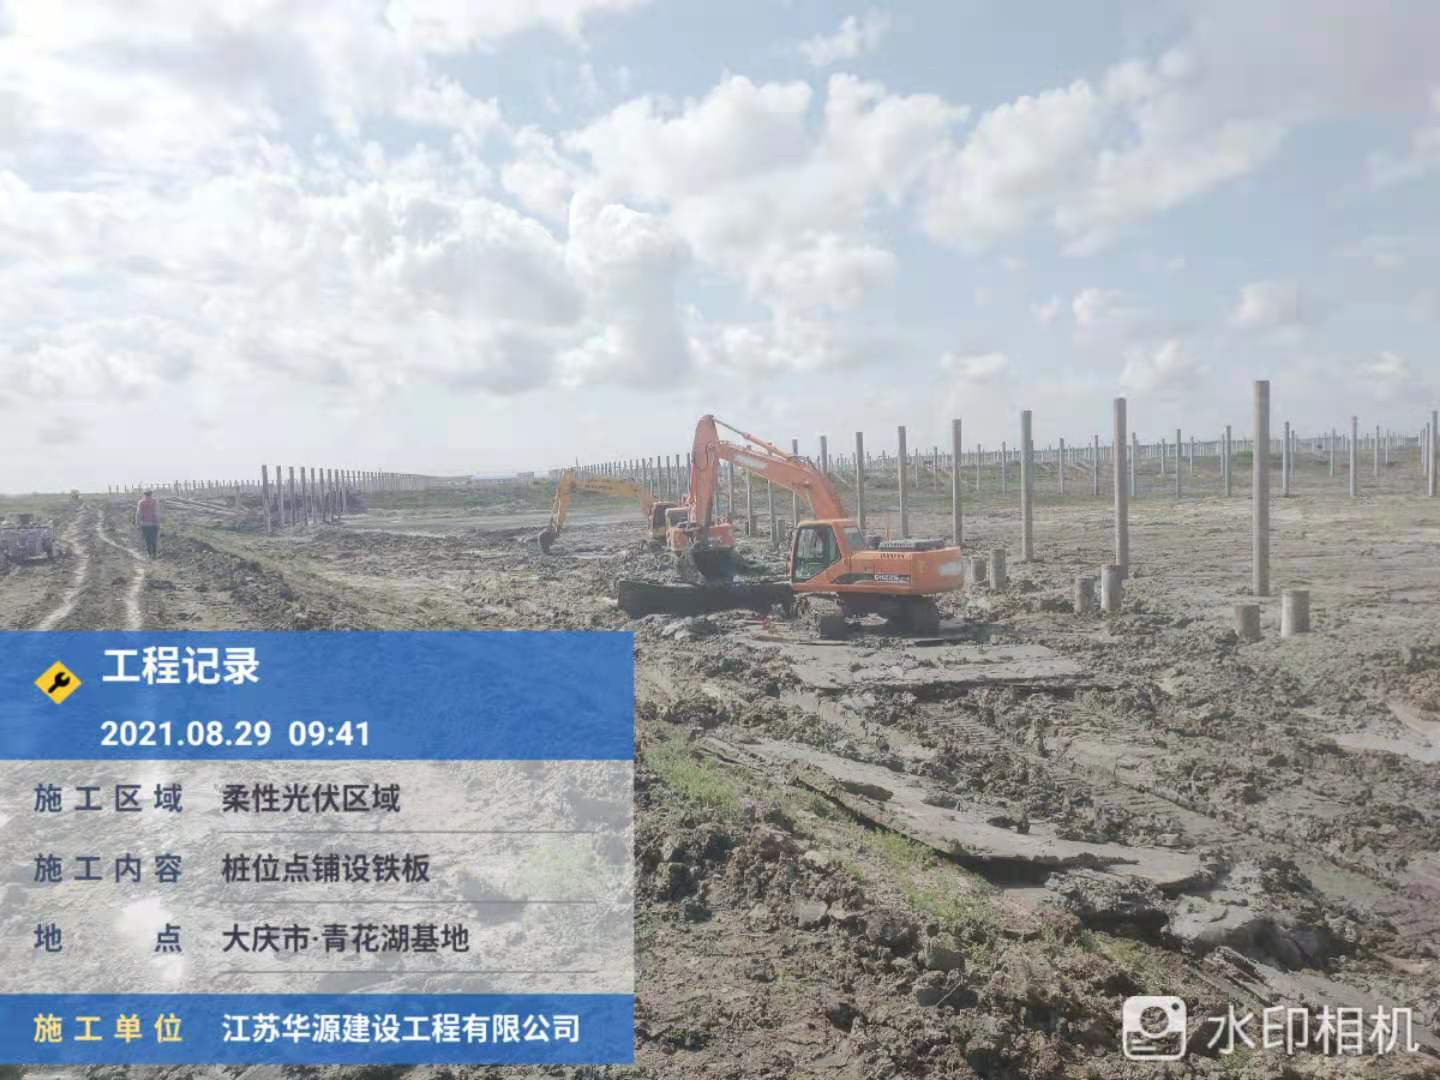 工程记录
2021.08.29 09:41
施工区域 柔性光伏区域
施工内容 桩位点铺设铁板
地点 大庆市·青花湖基地
施工单位 江苏华源建设工程有限公司
水印相机